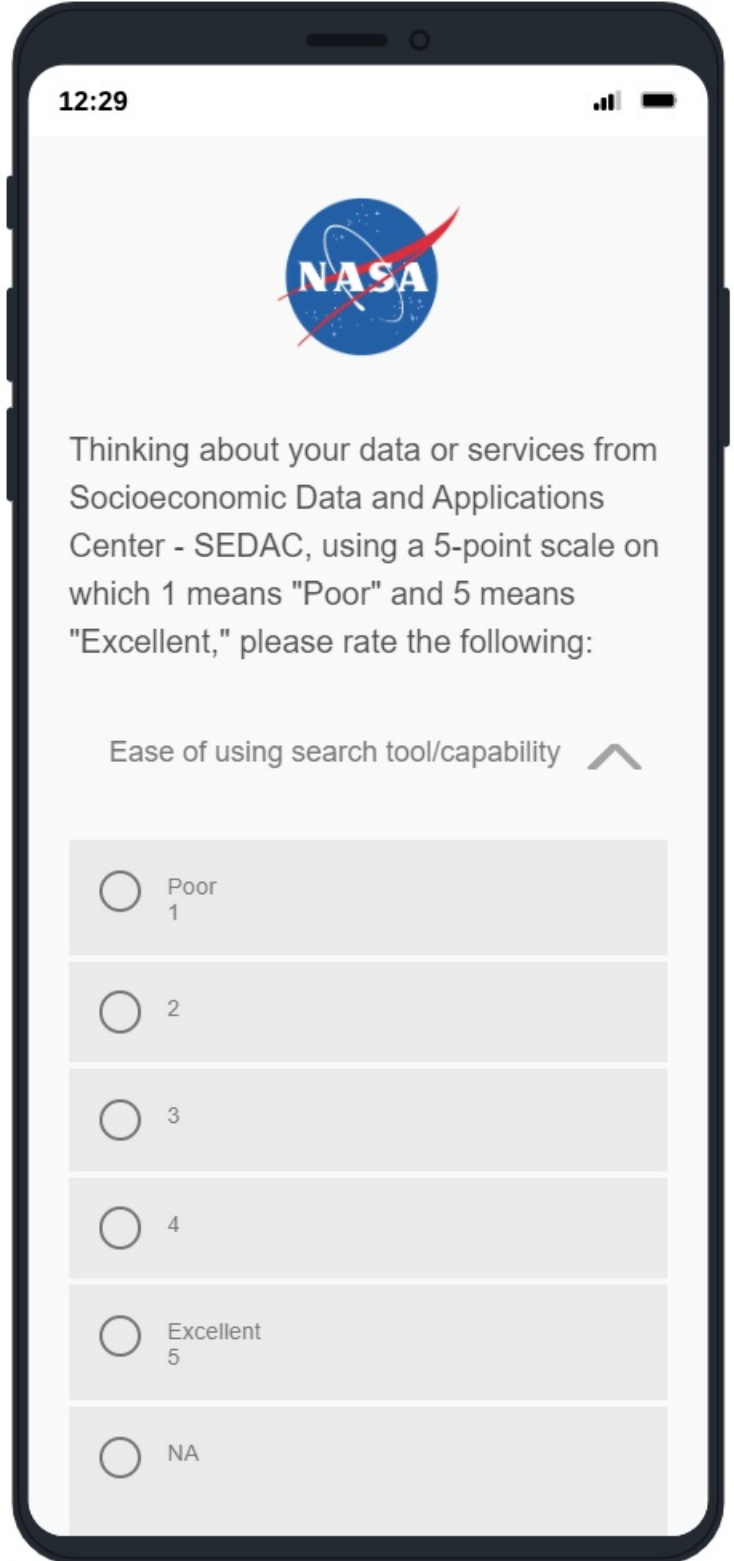 12:29
NASA
Thinking about your data or services from
Socioeconomic Data and Applications
Center - SEDAC, using a 5-point scale on
which 1 means "Poor" and 5 means
"Excellent," please rate the following:
Ease of using search tool/capability
Poor
1
2
3
4
Excellent
5
NA